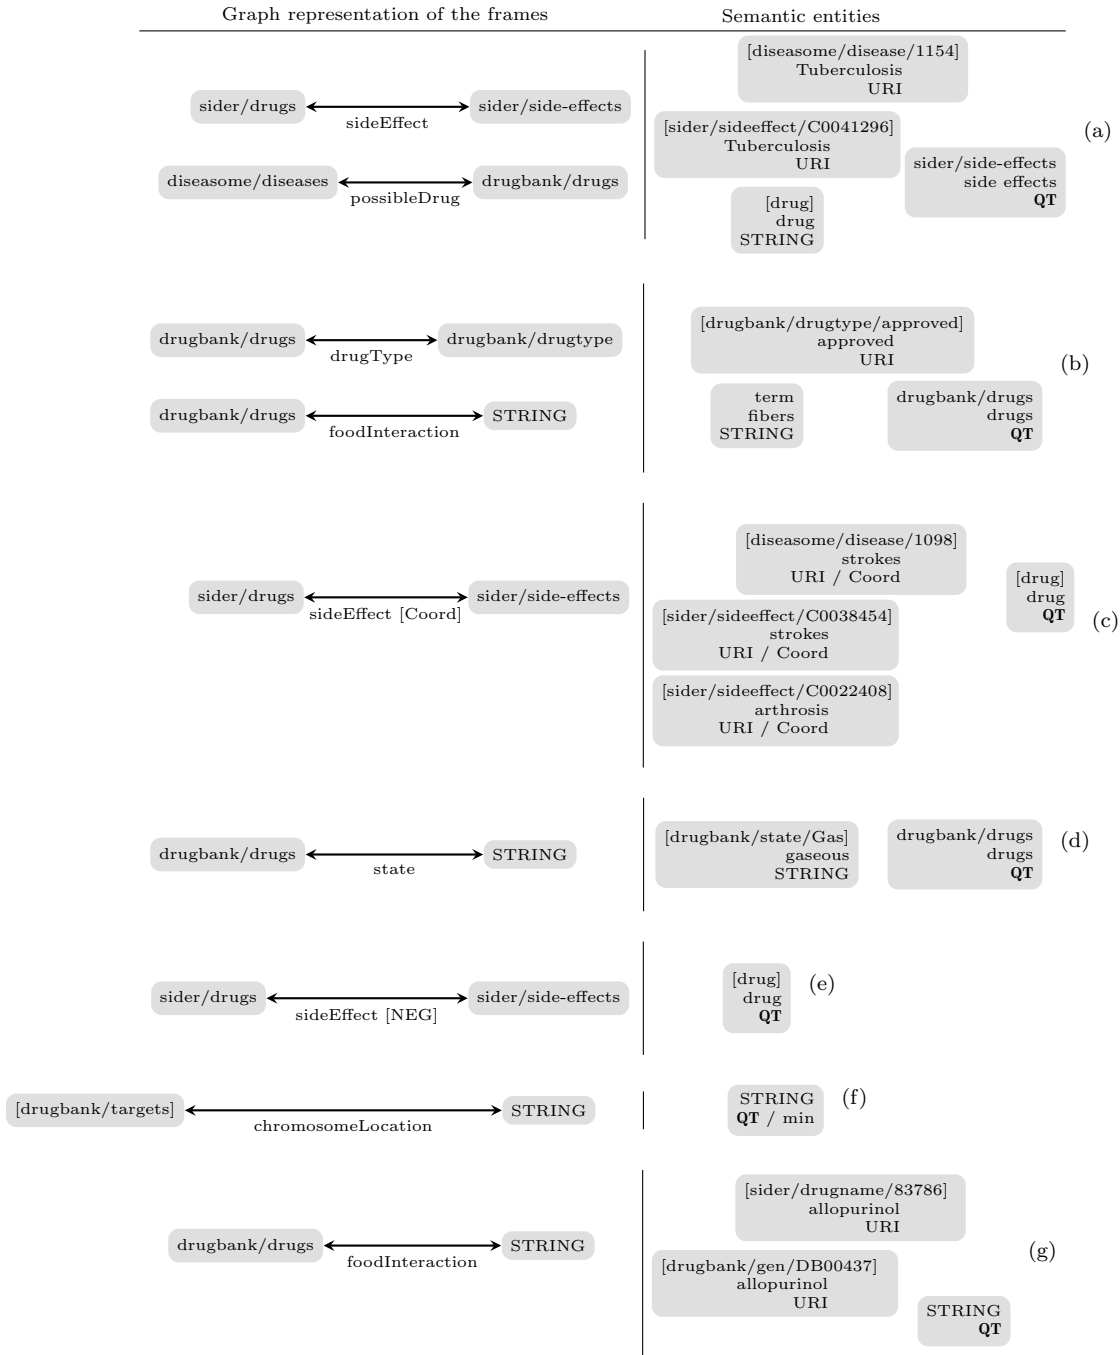 Graph representation of the frames
Semantic entities
sider/drugs
sideEffect
sider/side-effects
diseasome/diseases
possibleDrug
drugbank/drugs
[diseasome/disease/1154]
Tuberculosis
URI
[sider/sideeffect/C0041296]
Tuberculosis
URI
sider/side-effects
side effects
QT
[drug]
drug
STRING
(a)
drugbank/drugs
drugType
drugbank/drugtype
drugbank/drugs
foodInteraction
STRING
[drugbank/drugtype/approved]
approved
URI
term
fibers
STRING
drugbank/drugs
drugs
QT
(b)
sider/drugs
sideEffect [Coord]
sider/side-effects
[diseasome/disease/1098]
strokes
URI / Coord
[sider/sideeffect/C0038454]
strokes
URI / Coord
[sider/sideeffect/C0022408]
arthrosis
URI / Coord
[drug]
drug
QT
(c)
drugbank/drugs
state
STRING
[drugbank/state/Gas]
gaseous
STRING
drugbank/drugs
drugs
QT
(d)
sider/drugs
sideEffect [NEG]
sider/side-effects
[drug]
drug
QT
(e)
[drugbank/targets]
chromosomeLocation
STRING
STRING
QT / min
(f)
drugbank/drugs
foodInteraction
STRING
[sider/drugname/83786]
allopurinol
URI
[drugbank/gen/DB00437]
allopurinol
URI
STRING
QT
(g)